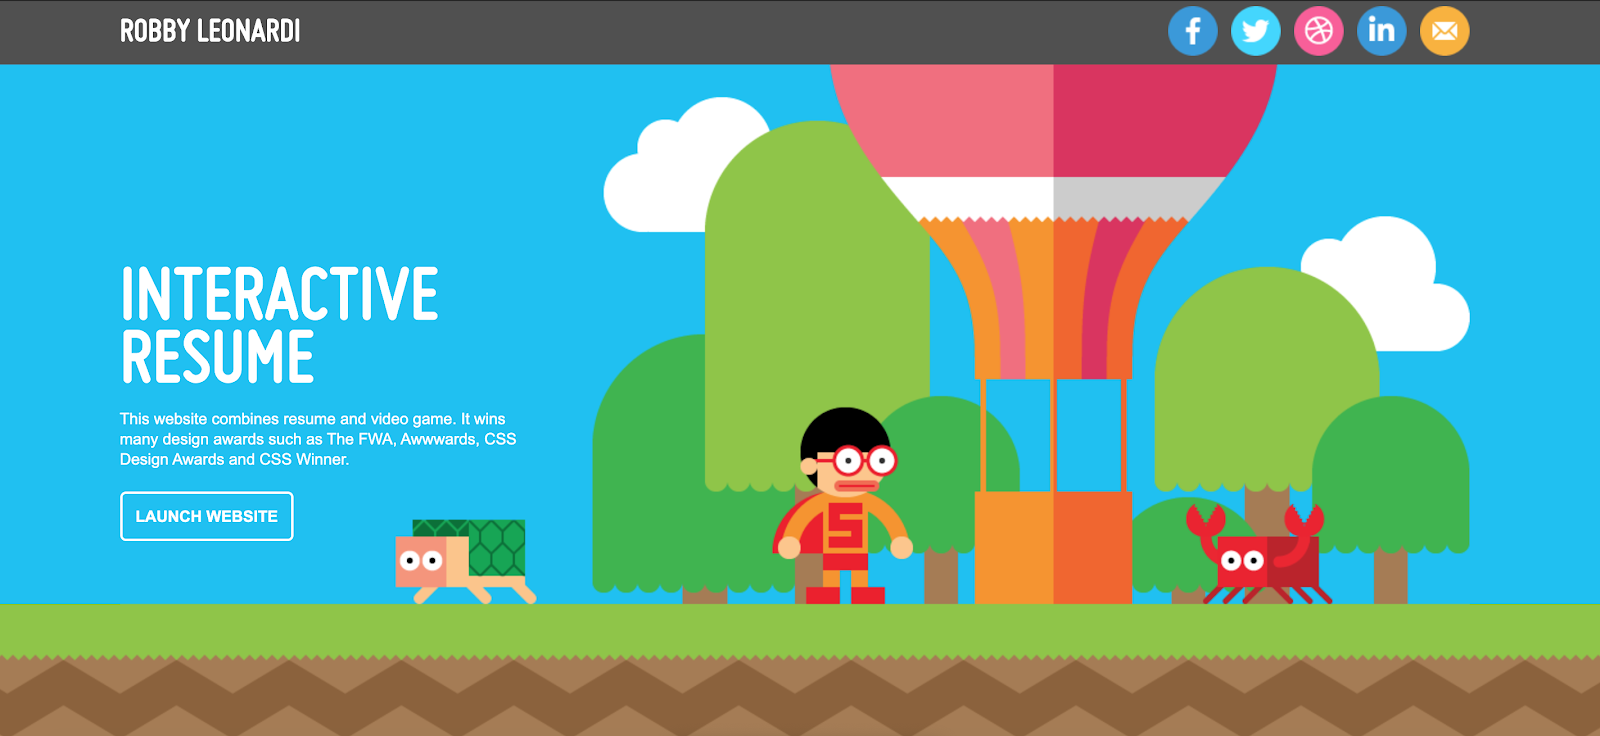 ROBBY LEONARDI
f
in
INTERACTIVE
RESUME
This website combines resume and video game. It wins
many design awards such as The FWA, Awwwards, CSS
Design Awards and CSS Winner.
S
LAUNCH WEBSITE